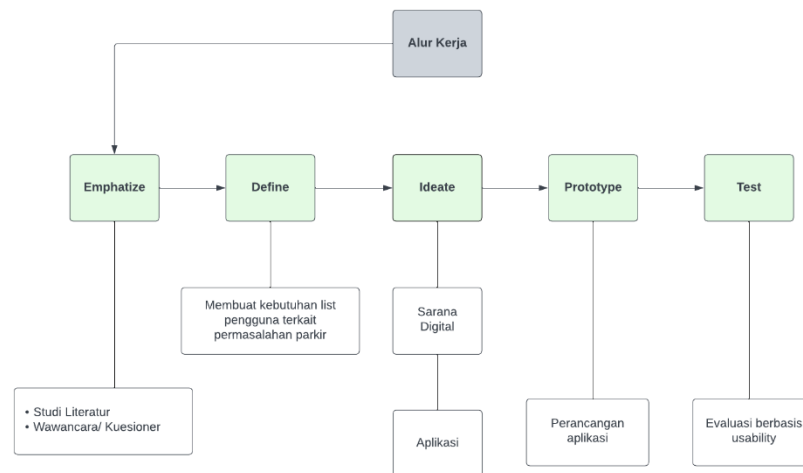 Alur Kerja
Emphatize
Define
Ideate
Prototype
Test
Membuat kebutuhan list
pengguna terkait
permasalahan parkir
Sarana
Digital
• Studi Literatur
• Wawancara/ Kuesioner
Aplikasi
Perancangan
aplikasi
Evaluasi berbasis
usability